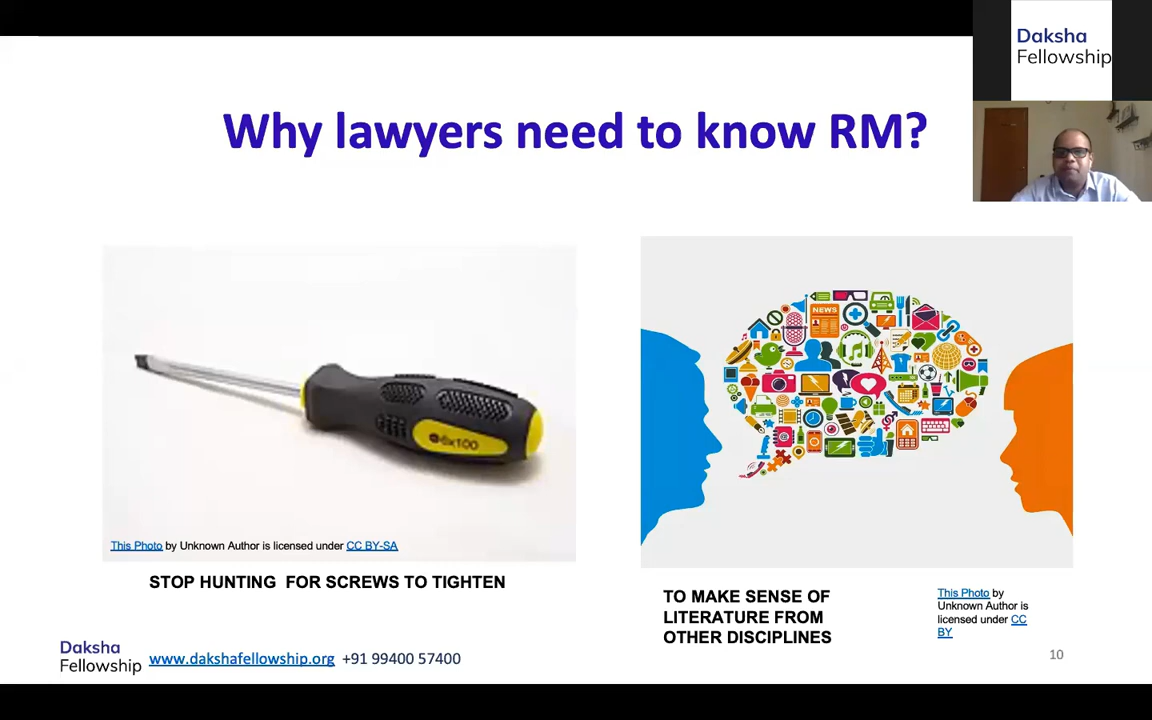 Daksha
Fellowship
Why lawyers need to know RM?
NEWS
6x100
This Photo by Unknown Author is licensed under CC BY-SA
STOP HUNTING FOR SCREWS TO TIGHTEN
TO MAKE SENSE OF
LITERATURE FROM
OTHER DISCIPLINES
This Photo by
Unknown Author is
licensed under CC
BY
Daksha
Fellowship
www.dakshafellowship.org +91 99400 57400
10